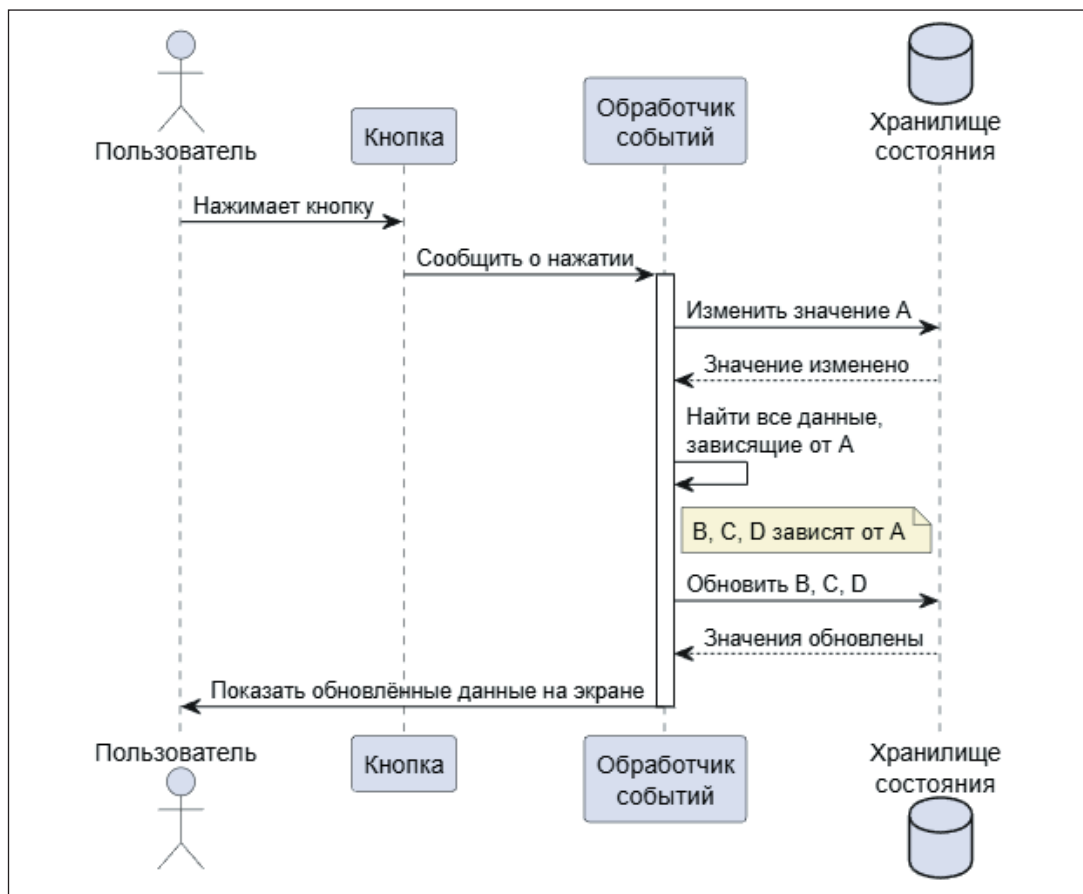 Пользователь
Кнопка
Обработчик
событий
Хранилище
состояния
Нажимает кнопку
Сообщить о нажатии
Изменить значение A
Значение изменено
Найти все данные,
зависящие от A
B, C, D зависят от A
Обновить B, C, D
Значения обновлены
Показать обновлённые данные на экране
Пользователь
Кнопка
Обработчик
событий
Хранилище
состояния